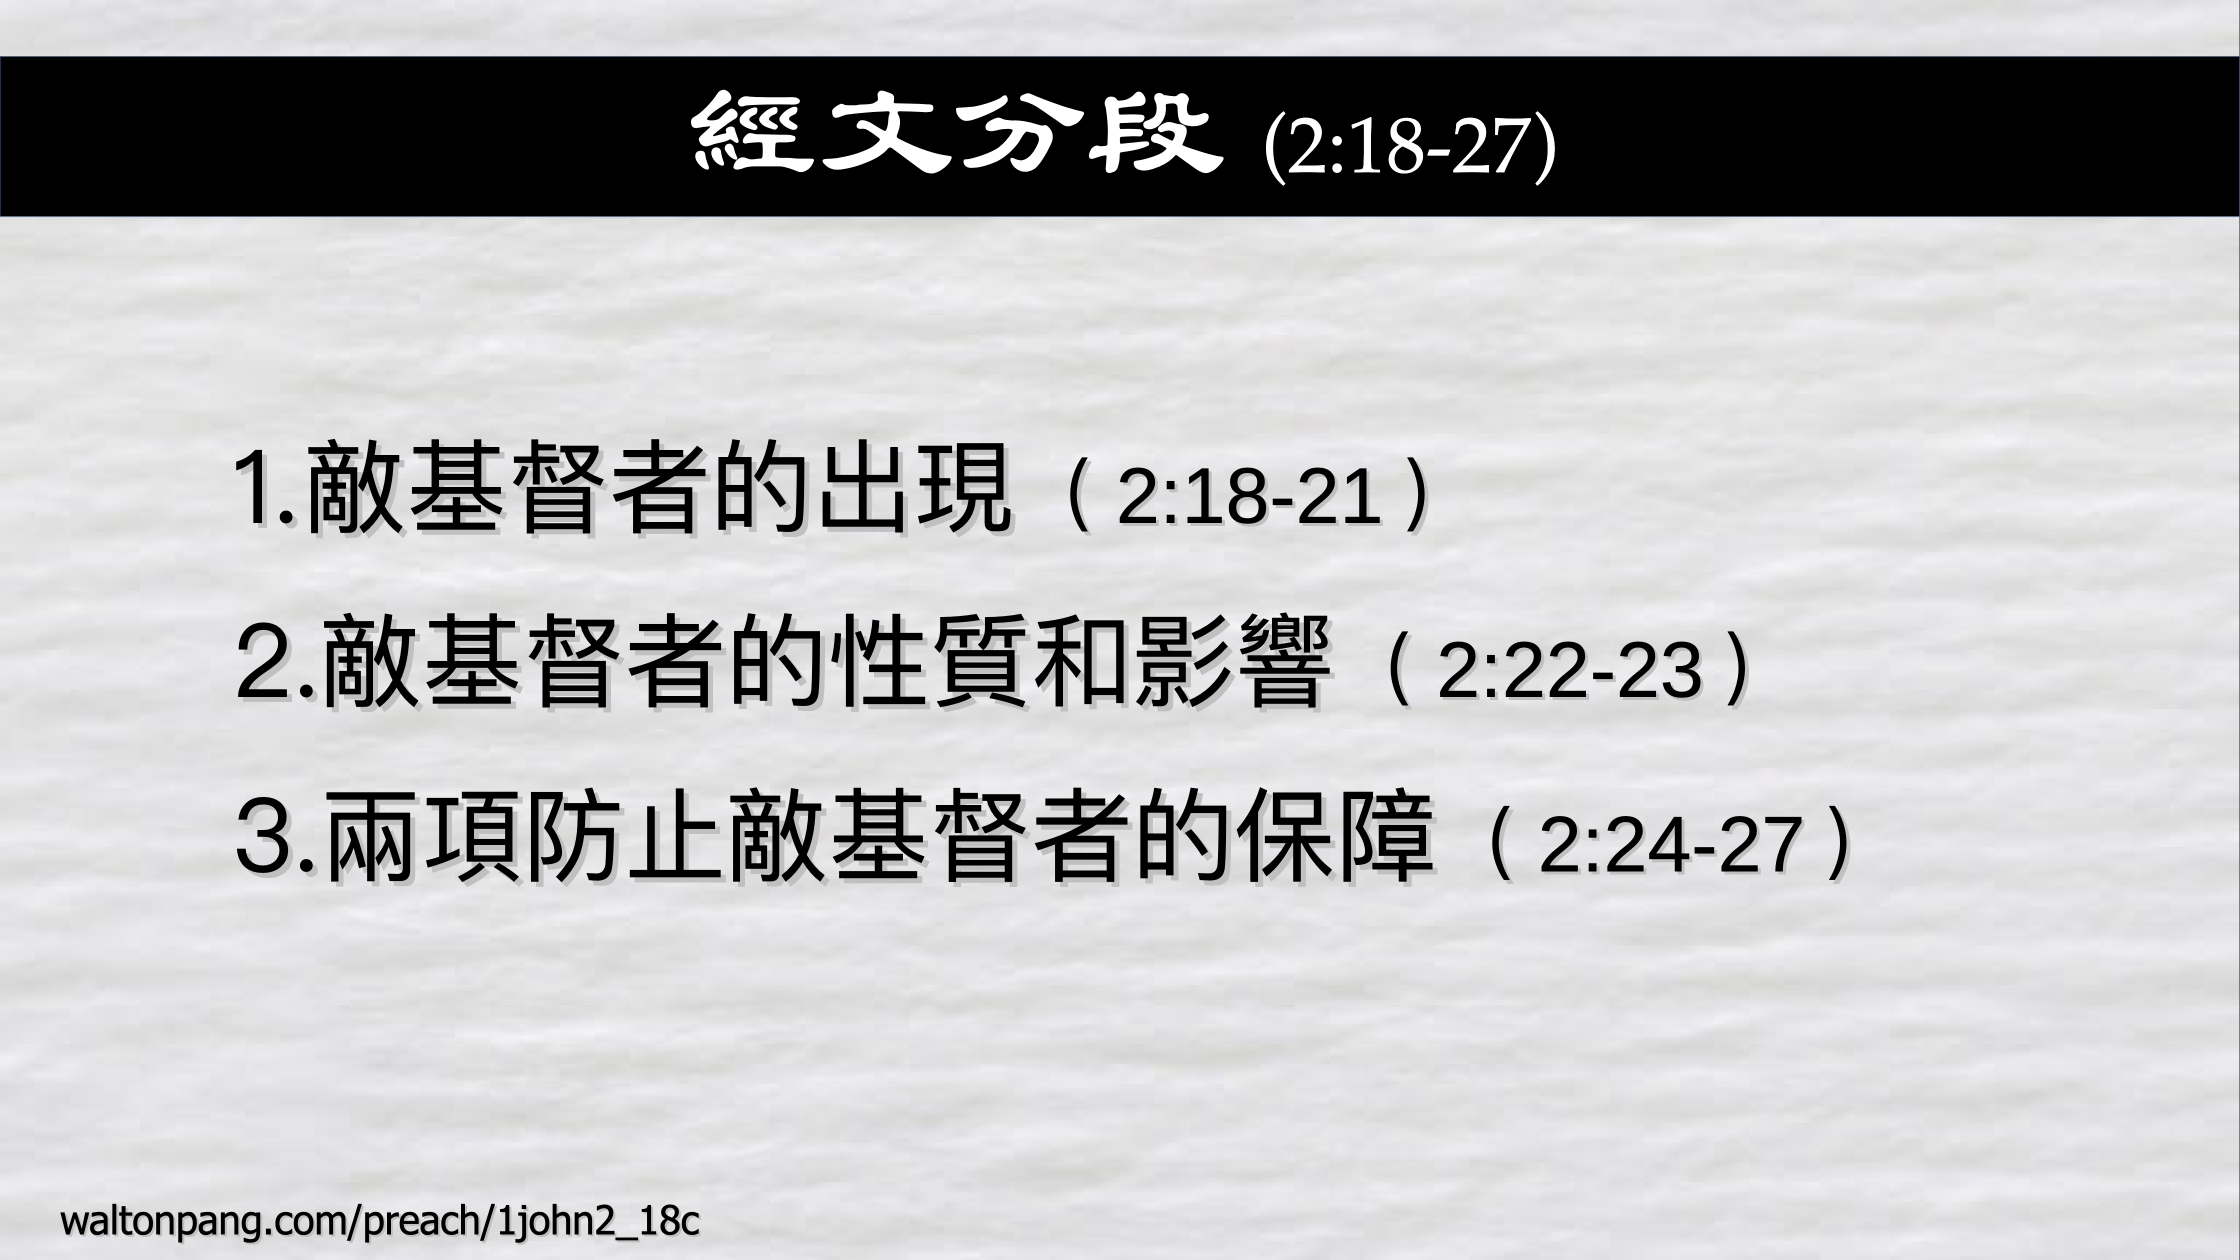 經文分段 (2:18-27)
1.敵基督者的出現（2:18-21）
2.敵基督者的性質和影響（2:22-23）
3.兩項防止敵基督者的保障（2:24-27）
waltonpang.com/preach/1john2_18c